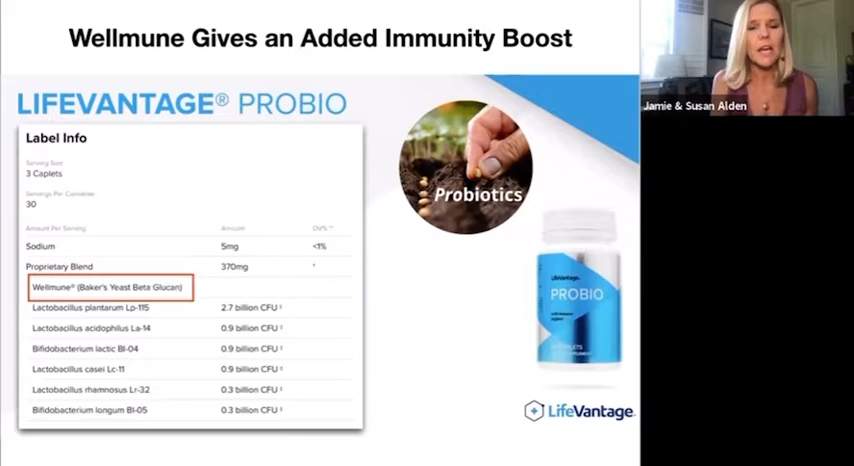 Wellmune Gives an Added Immunity Boost
Jamie & Susan Alden
LIFEVANTAGE® PROBIO
Label Info
Serving Size
3 Caplets
Servings Per Container
30
Amount Per Serving Amount DV% **
Sodium 5mg <1%
Proprietary Blend 370mg †
Wellmune® (Baker's Yeast Beta Glucan)
Lactobacillus plantarum Lp-115 2.7 billion CFU ‡
Lactobacillus acidophilus La-14 0.9 billion CFU ‡
Bifidobacterium lactic Bl-04 0.9 billion CFU ‡
Lactobacillus casei Lc-11 0.9 billion CFU ‡
Lactobacillus rhamnosus Lr-32 0.3 billion CFU ‡
Bifidobacterium longum Bl-05 0.3 billion CFU ‡
Probiotics
LifeVantage
PROBIO
LifeVantage